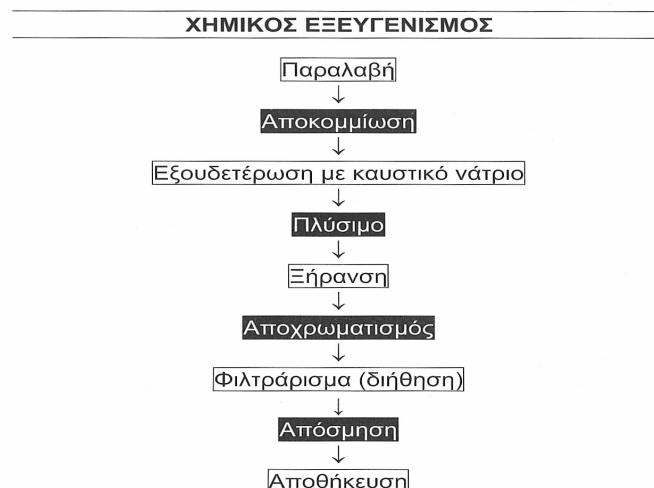 ΧΗΜΙΚΟΣ ΕΞΕΥΓΕΝΙΣΜΟΣ
Παραλαβή
↓
Αποκομμίωση
↓
Εξουδετέρωση με καυστικό νάτριο
↓
Πλύσιμο
↓
Ξήρανση
↓
Αποχρωματισμός
↓
Φιλτράρισμα (διήθηση)
↓
Απόσμηση
↓
Αποθήκευση